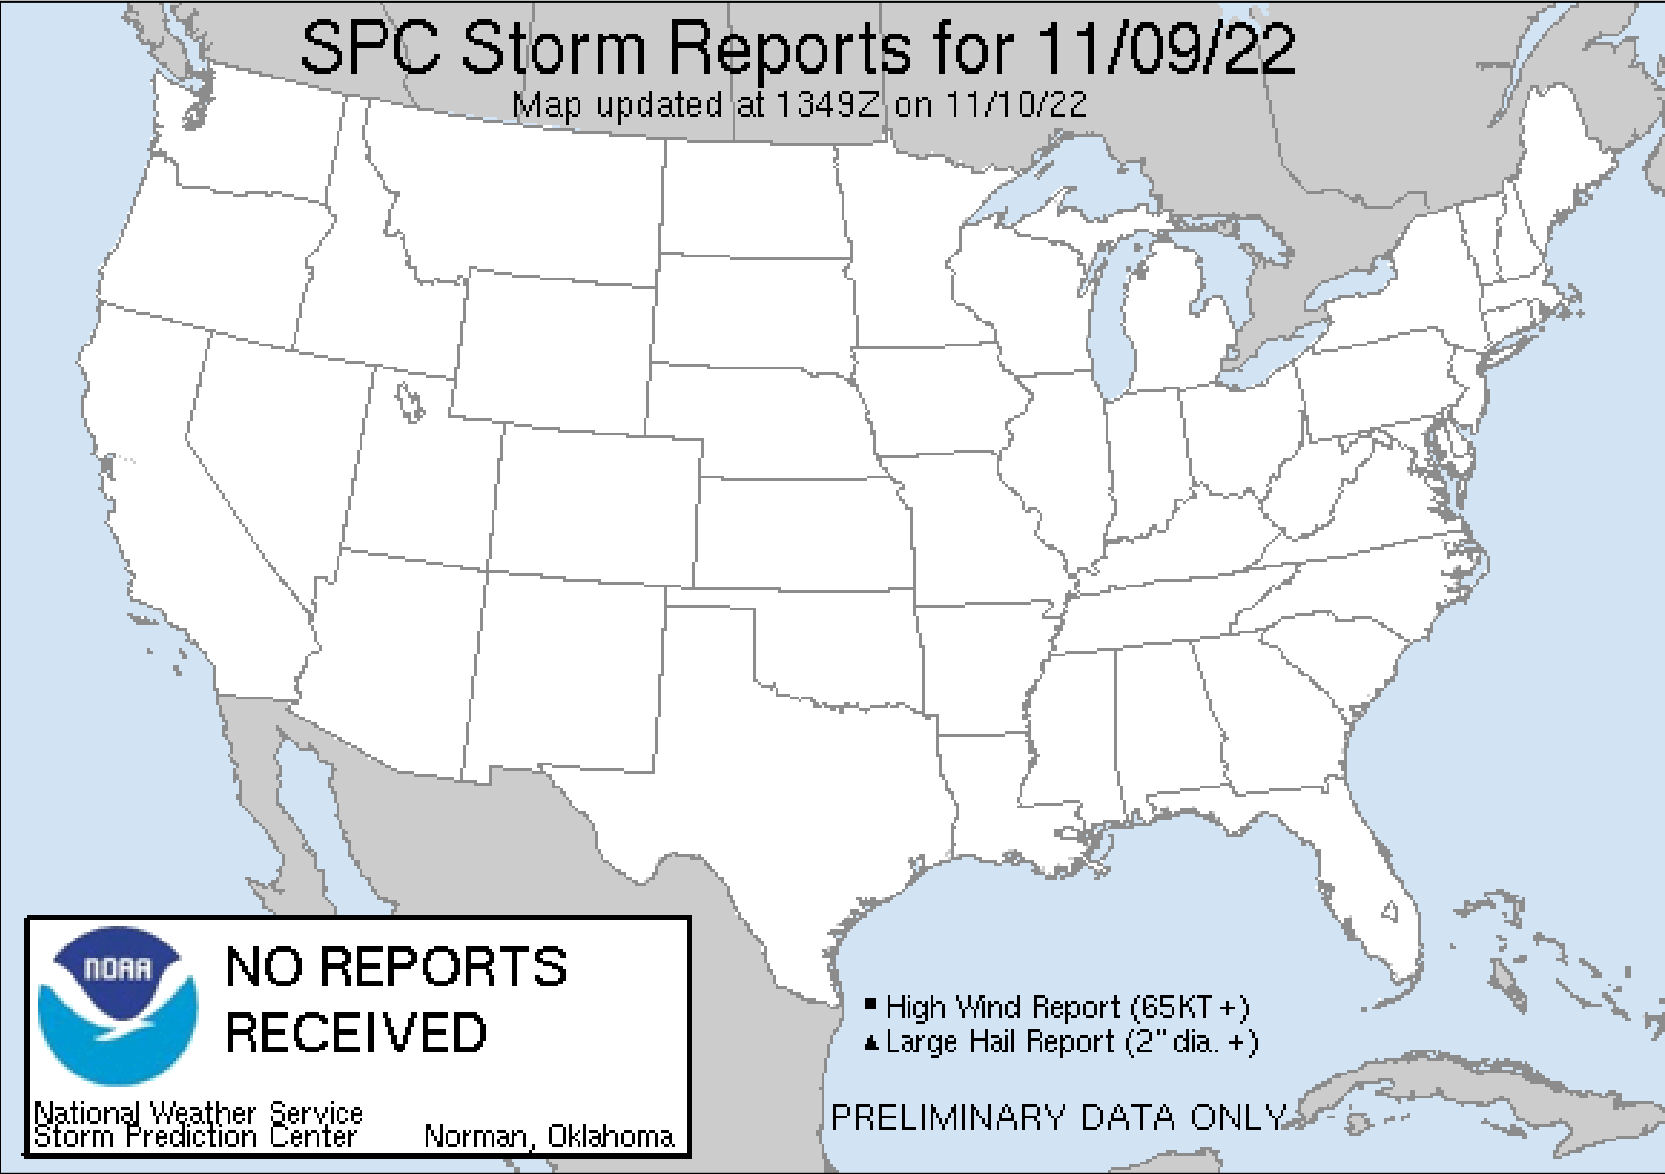 SPC Storm Reports for 11/09/22
Map updated at 1349Z on 11/10/22
NOAA
NO REPORTS
RECEIVED
National Weather Service
Storm Prediction Center Norman, Oklahoma
High Wind Report (65KT +)
Large Hail Report (2" dia. +)
PRELIMINARY DATA ONLY